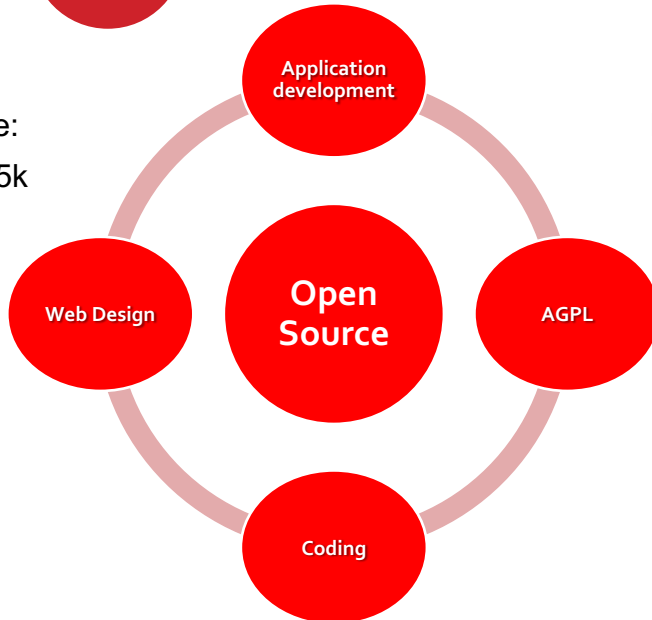 Application
development
e:
5k
Web Design
Open
Source
AGPL
Coding